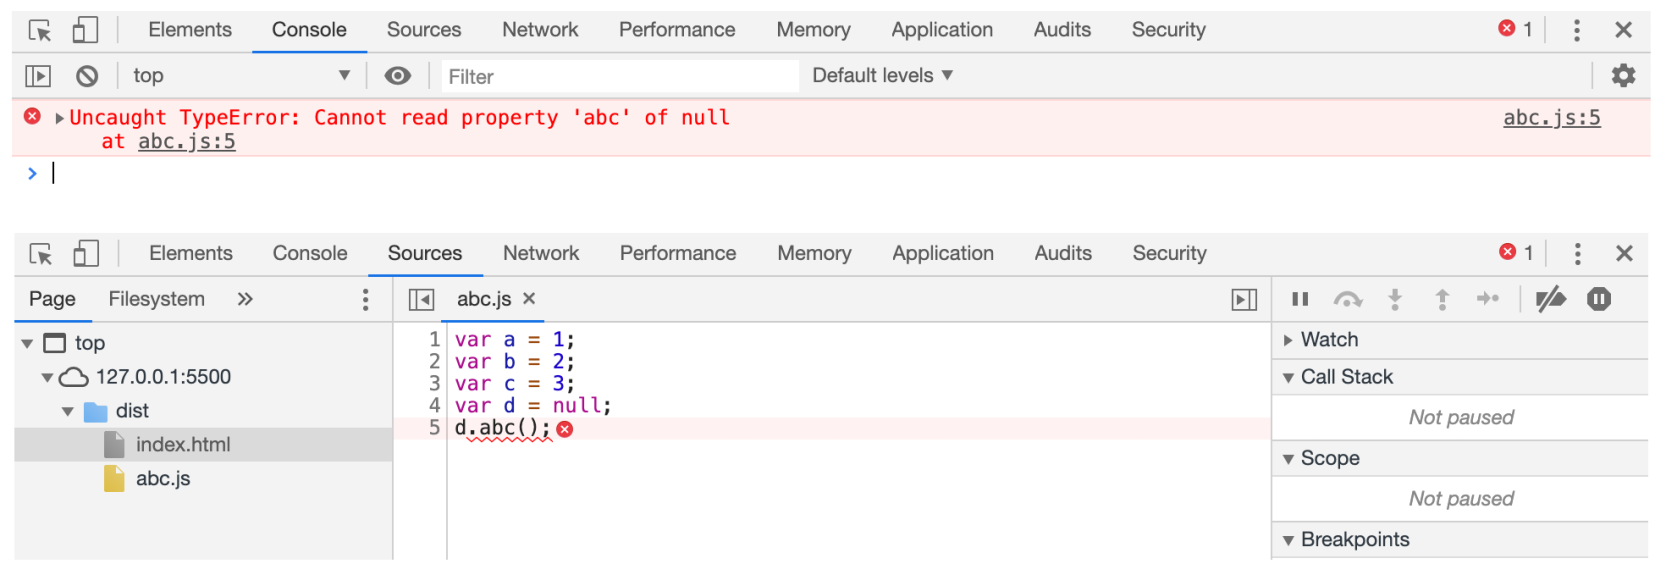 Elements Console Sources Network Performance Memory Application Audits Security 1
top Filter Default levels
Uncaught TypeError: Cannot read property 'abc' of null abc.js:5
at abc.js:5
Elements Console Sources Network Performance Memory Application Audits Security 1
Page Filesystem » abc.js
top
127.0.0.1:5500
dist
index.html
abc.js
1 var a = 1;
2 var b = 2;
3 var c = 3;
4 var d = null;
5 d.abc();
Watch
Call Stack
Not paused
Scope
Not paused
Breakpoints